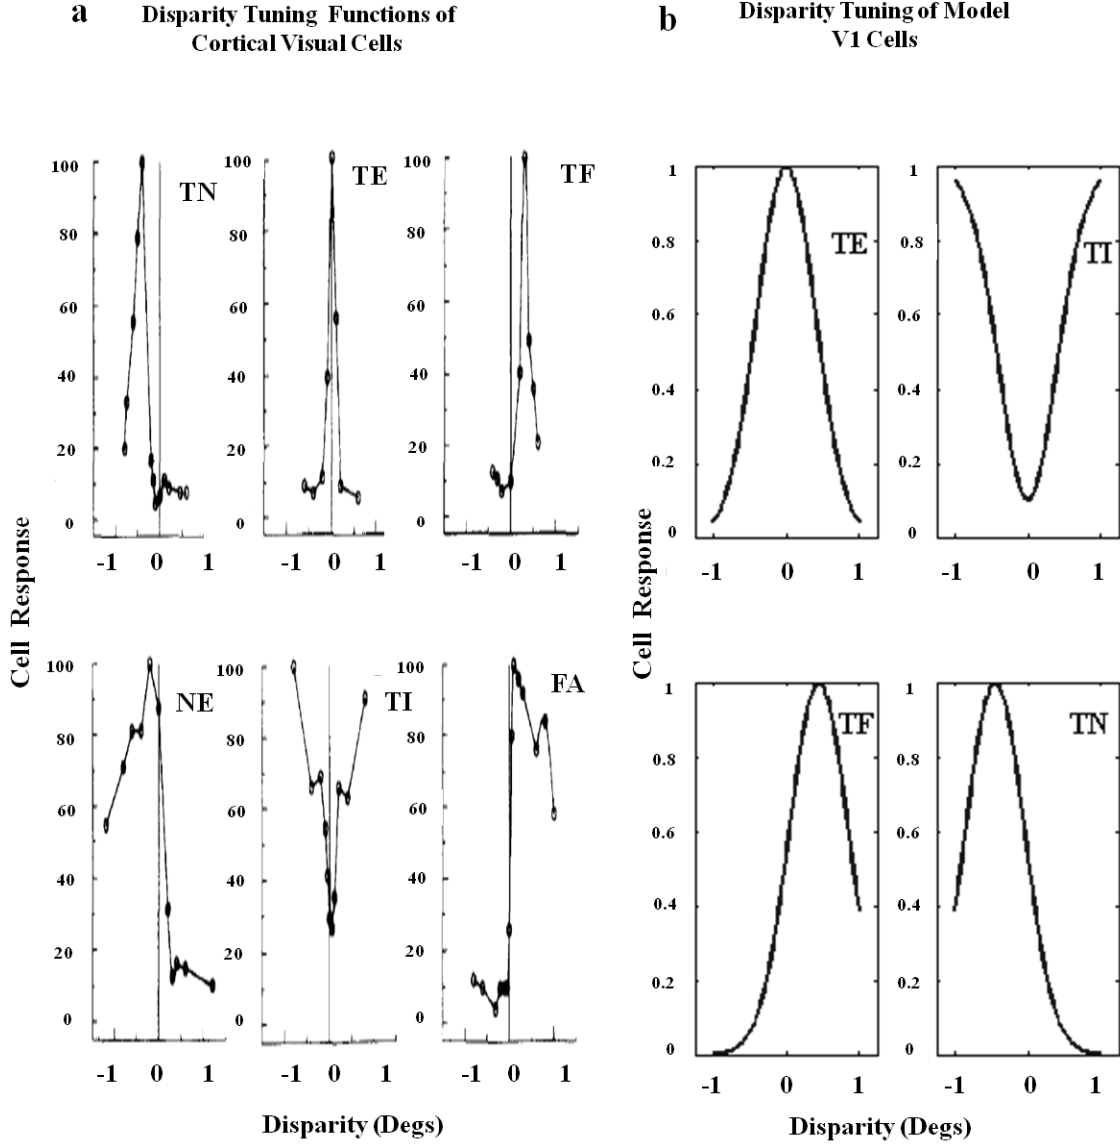 a
Disparity Tuning Functions of
Cortical Visual Cells
100
80
60
40
20
0
TN
-1 0 1
100
80
60
40
20
0
TE
-1 0 1
100
80
60
40
20
0
TF
-1 0 1
Cell Response
100
80
60
40
20
0
NE
-1 0 1
100
80
60
40
20
0
TI
-1 0 1
100
80
60
40
20
0
FA
-1 0 1
Disparity (Degs)
b
Disparity Tuning of Model
V1 Cells
1
0.8
0.6
0.4
0.2
0
TE
-1 0 1
1
0.8
0.6
0.4
0.2
0
TI
-1 0 1
Cell Response
1
0.8
0.6
0.4
0.2
0
TF
-1 0 1
1
0.8
0.6
0.4
0.2
0
TN
-1 0 1
Disparity (Degs)